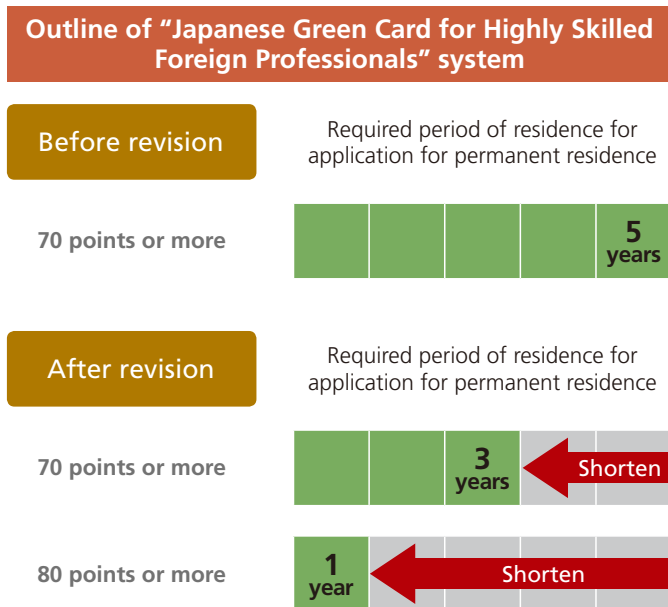 Outline of “Japanese Green Card for Highly Skilled
Foreign Professionals” system
Before revision
Required period of residence for
application for permanent residence
70 points or more
5
years
After revision
Required period of residence for
application for permanent residence
70 points or more
3
years
Shorten
80 points or more
1
year
Shorten